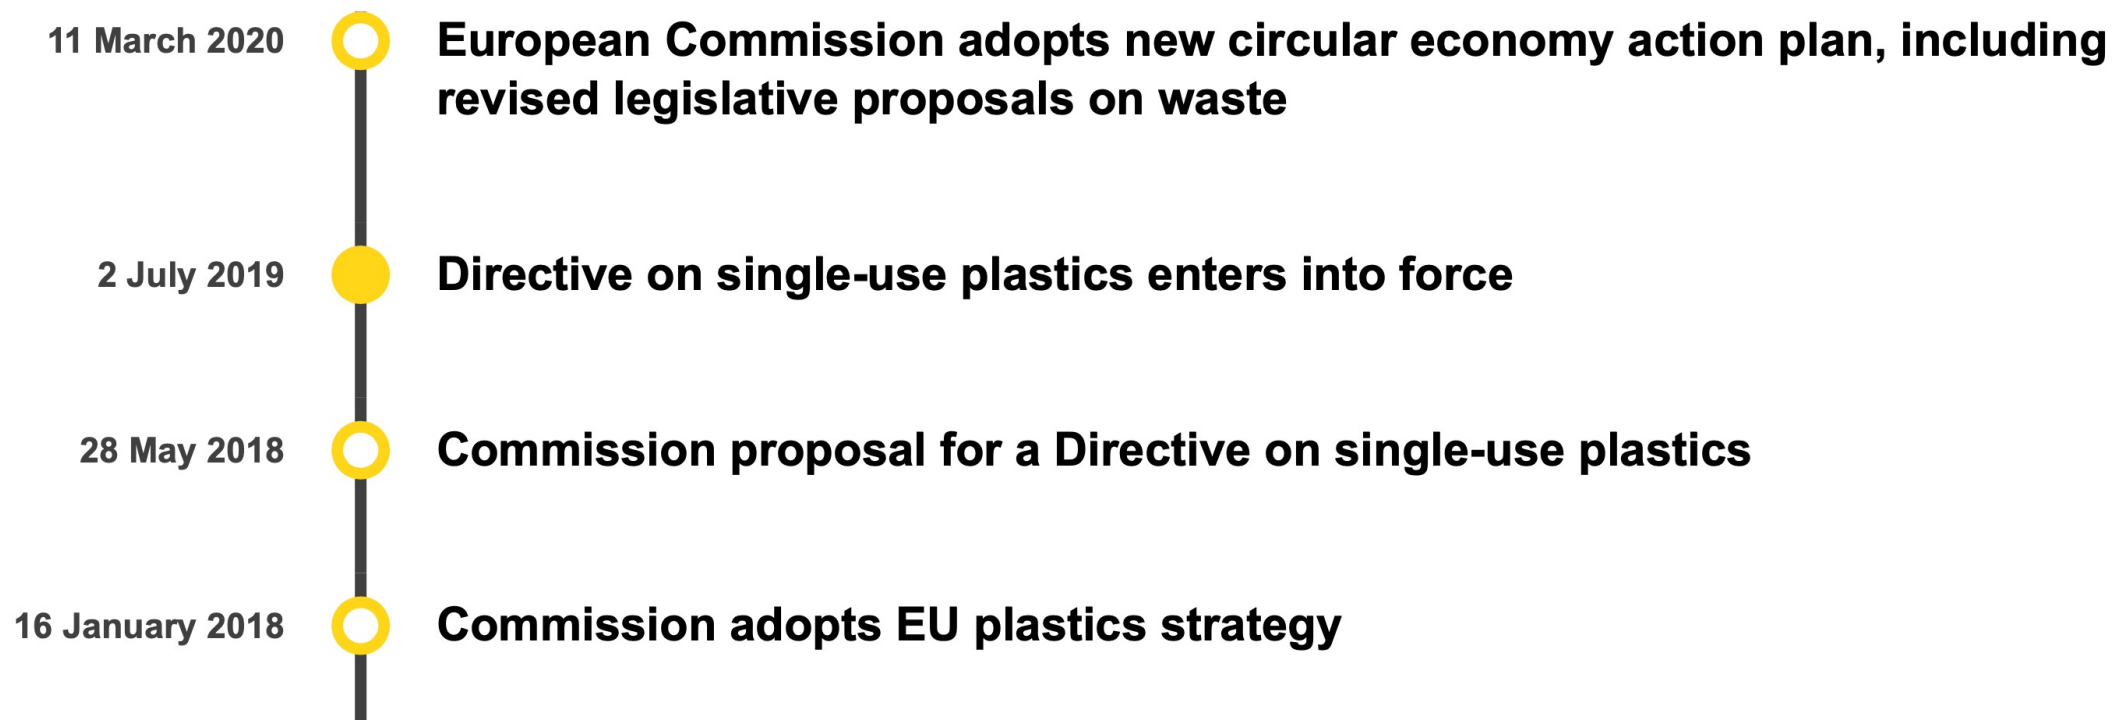 11 March 2020
European Commission adopts new circular economy action plan, including
revised legislative proposals on waste
2 July 2019
Directive on single-use plastics enters into force
28 May 2018
Commission proposal for a Directive on single-use plastics
16 January 2018
Commission adopts EU plastics strategy